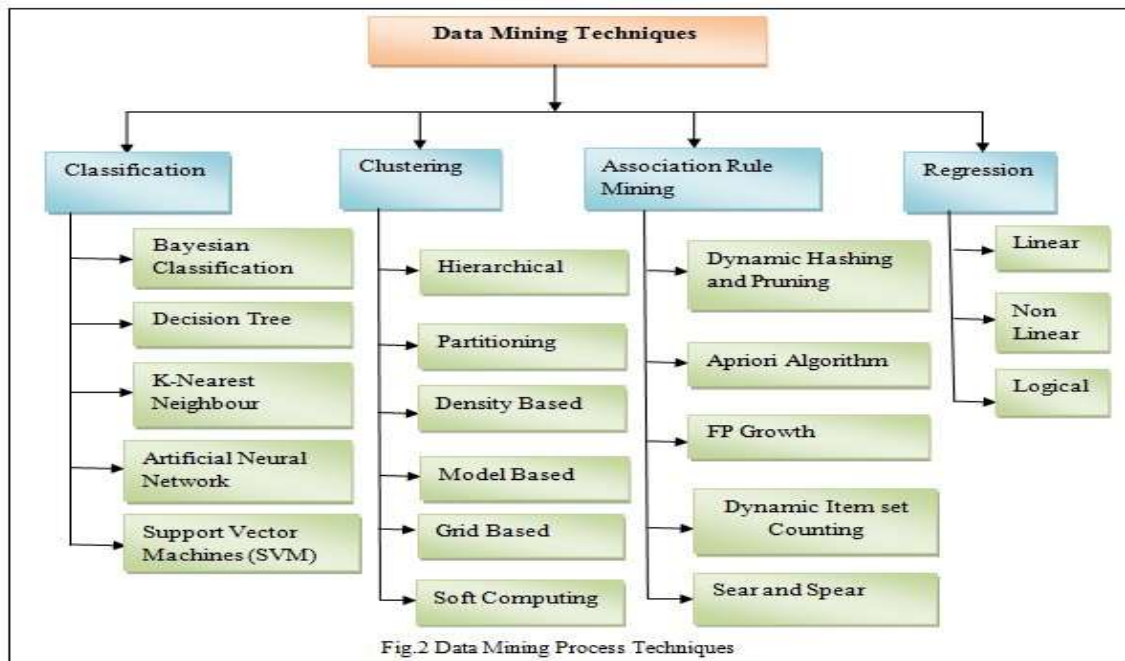 Data Mining Techniques
Classification
Bayesian
Classification
Decision Tree
K-Nearest
Neighbour
Artificial Neural
Network
Support Vector
Machines (SVM)
Clustering
Hierarchical
Partitioning
Density Based
Model Based
Grid Based
Soft Computing
Association Rule
Mining
Dynamic Hashing
and Pruning
Apriori Algorithm
FP Growth
Dynamic Item set
Counting
Sear and Spear
Regression
Linear
Non
Linear
Logical
Fig.2 Data Mining Process Techniques